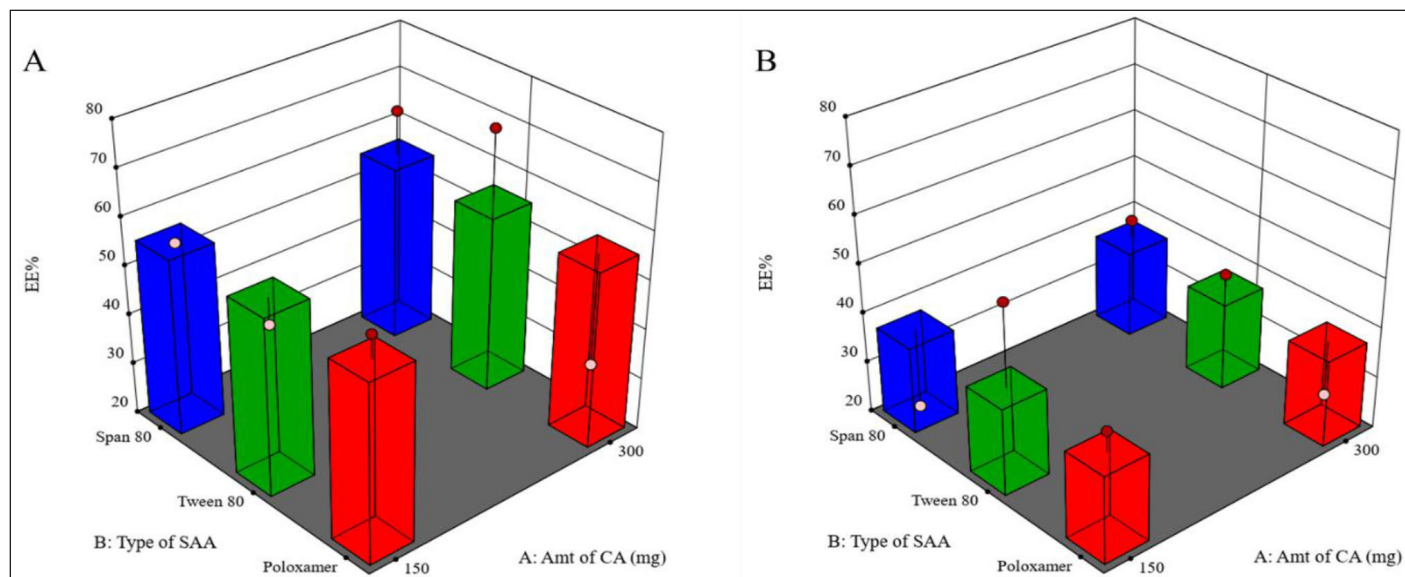 A
80
70
60
50
40
30
20
EE%
Span 80
Tween 80
Poloxamer
B: Type of SAA
150
300
A: Amt of CA (mg)
B
80
70
60
50
40
30
20
EE%
Span 80
Tween 80
Poloxamer
B: Type of SAA
150
300
A: Amt of CA (mg)